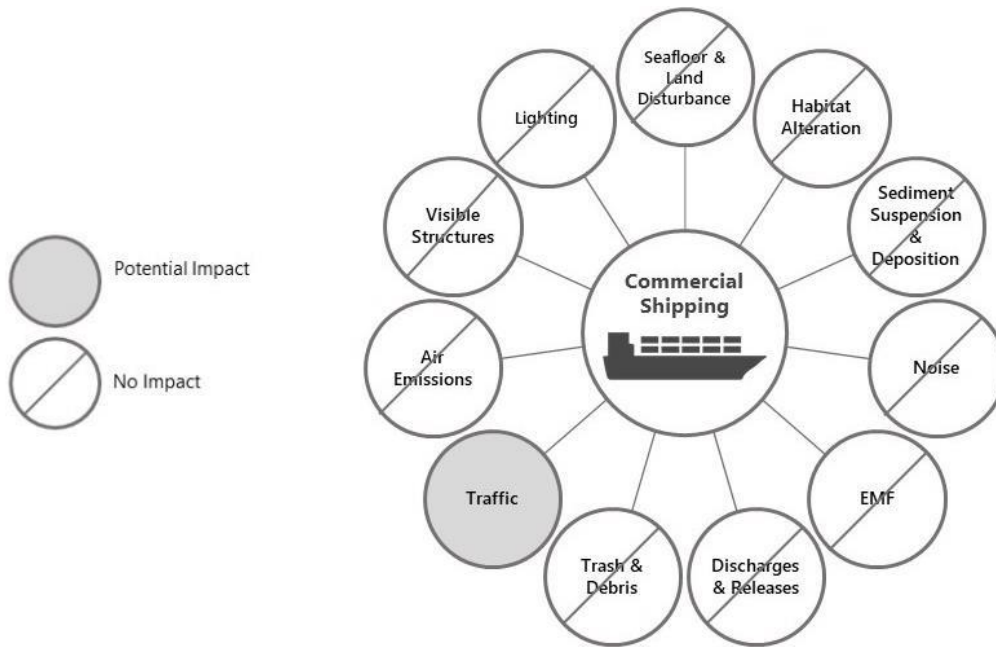 Potential Impact
No Impact
Commercial
Shipping
Seafloor &
Land
Disturbance
Habitat
Alteration
Sediment
Suspension
&
Deposition
Noise
EMF
Discharges
& Releases
Trash &
Debris
Traffic
Air
Emissions
Visible
Structures
Lighting